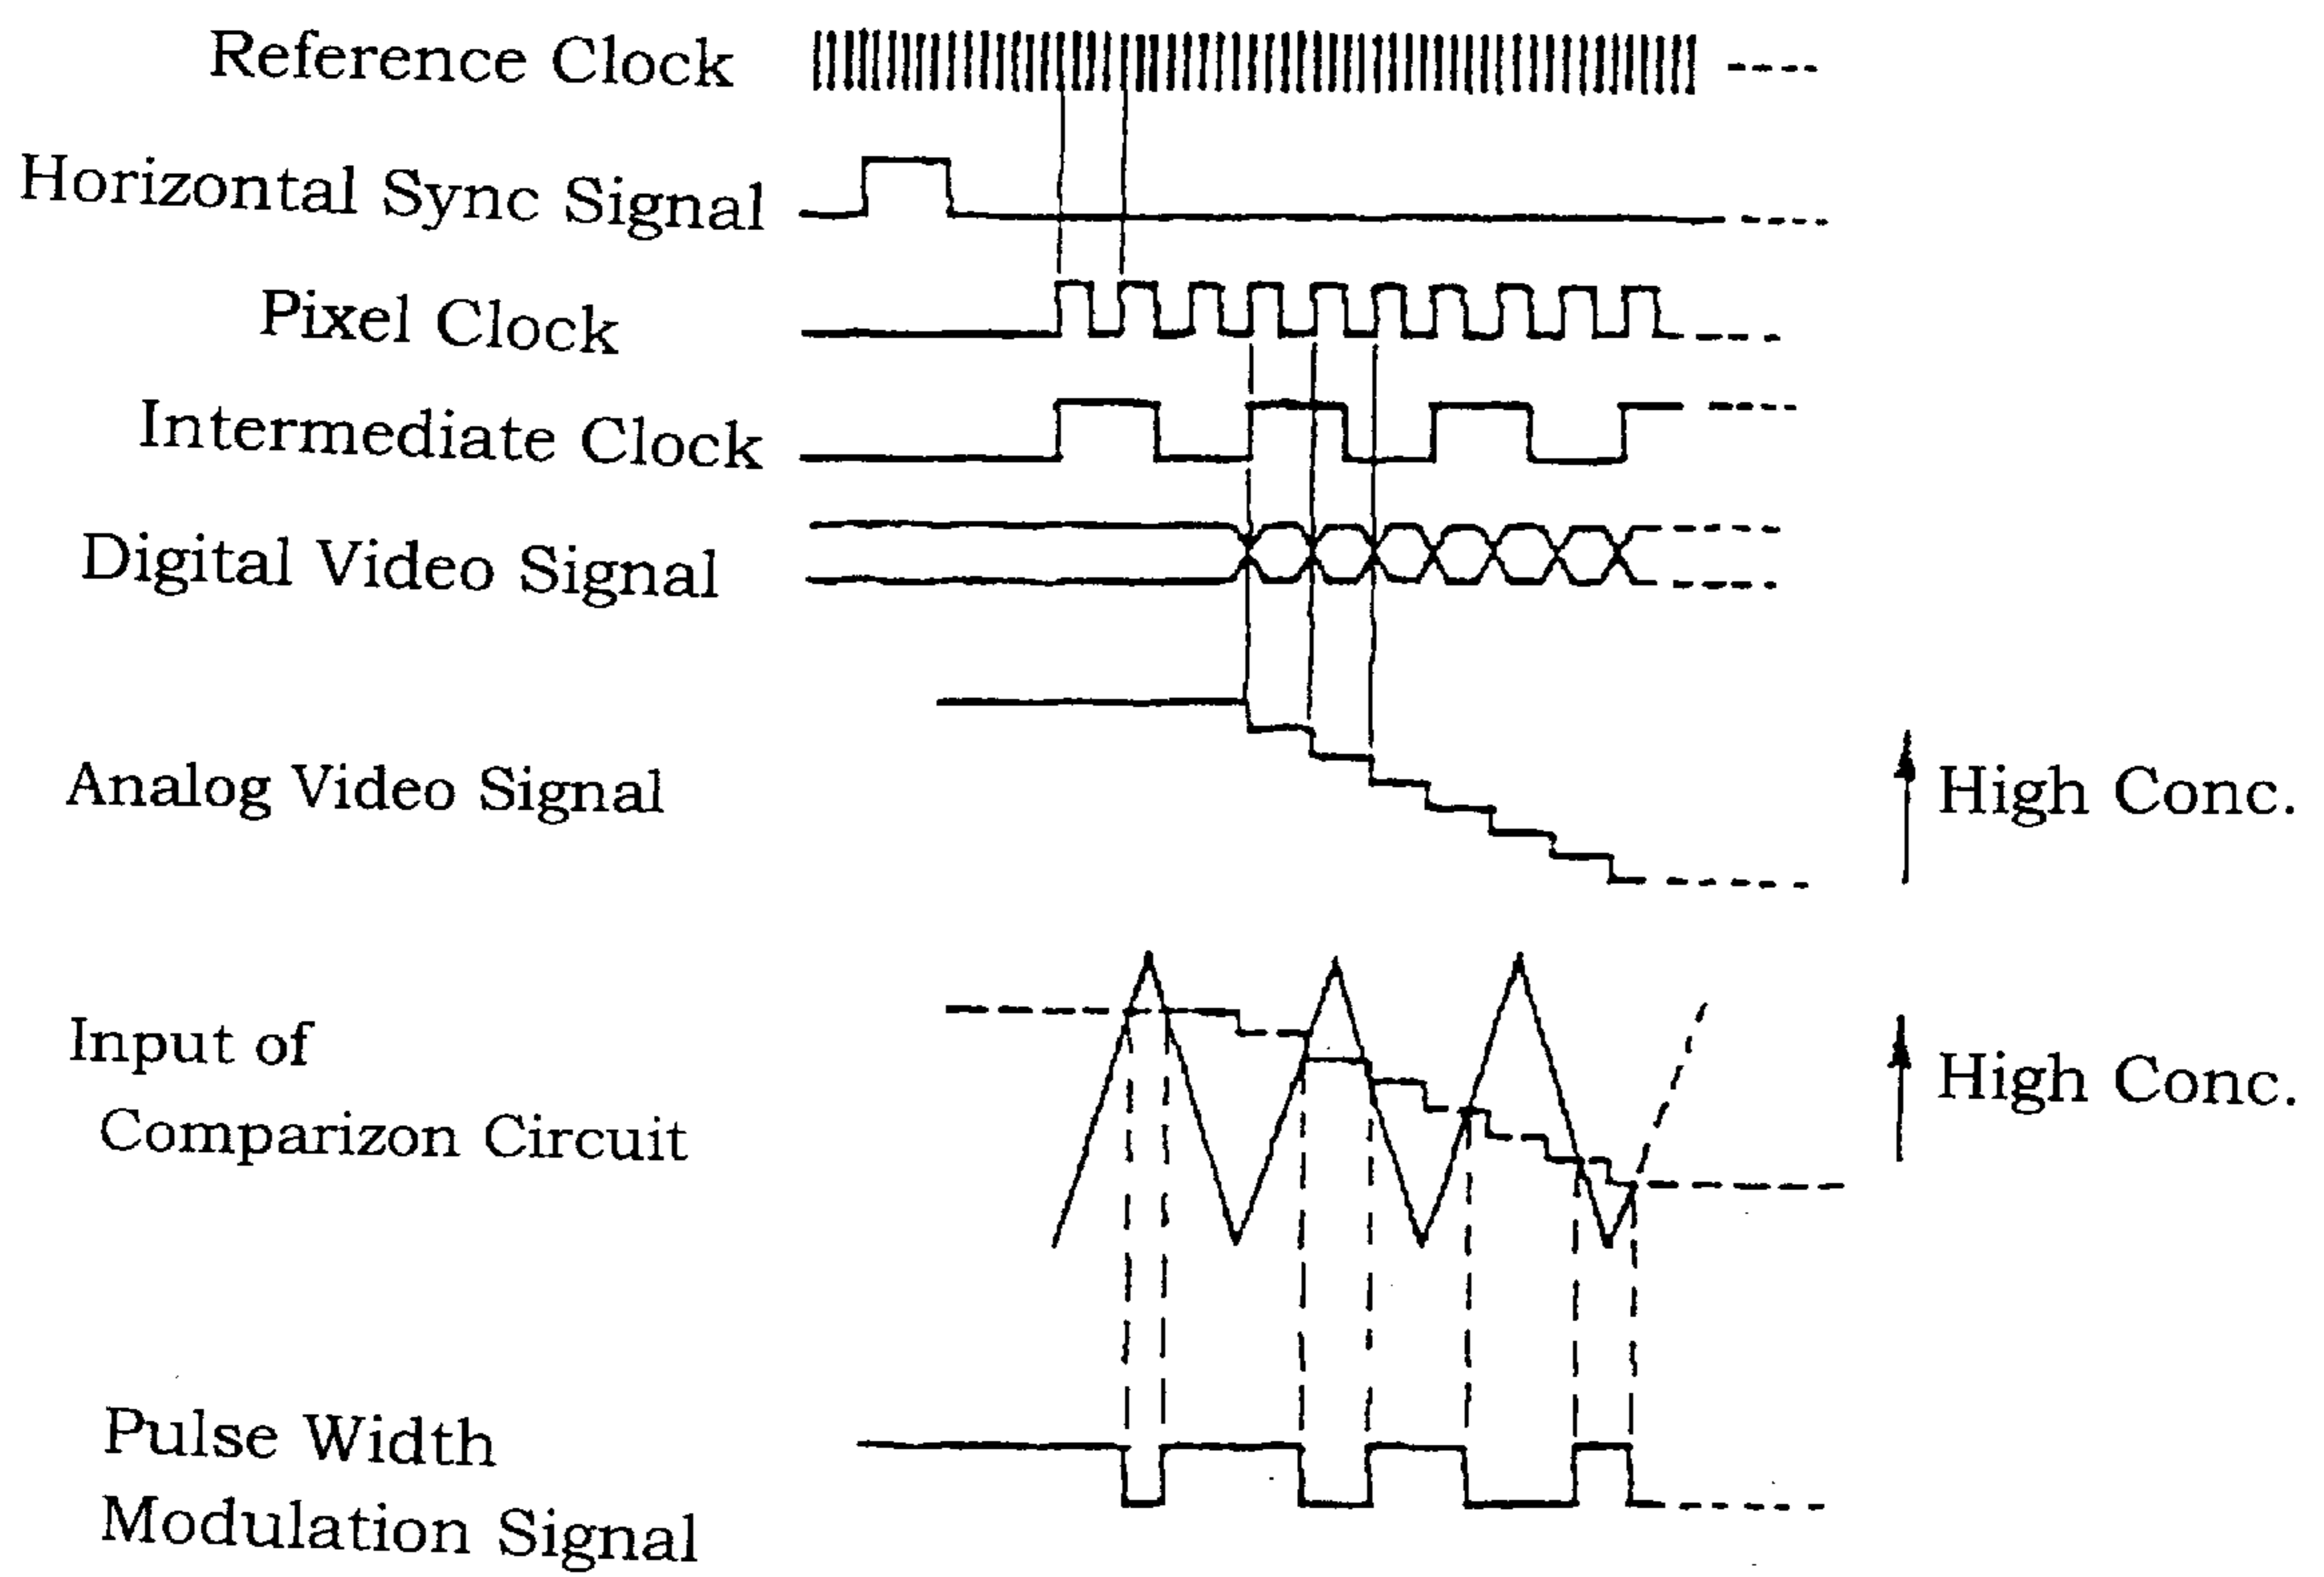 Reference Clock
Horizontal Sync Signal
Pixel Clock
Intermediate Clock
Digital Video Signal
Analog Video Signal
High Conc.
Input of
Comparizon Circuit
High Conc.
Pulse Width
Modulation Signal